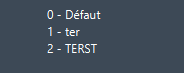 0 - Défaut
1 - ter
2 - TERST